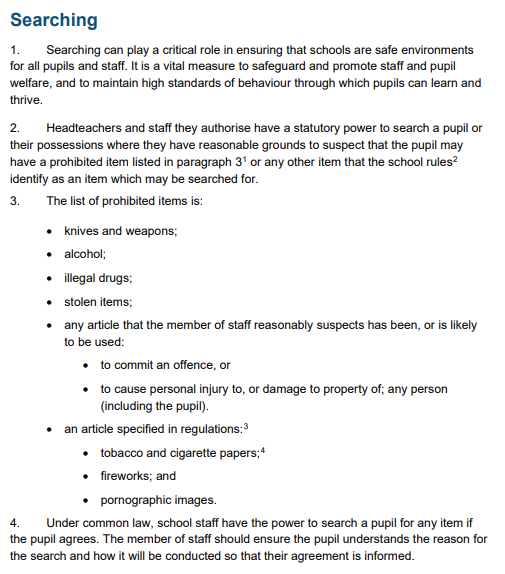 Searching
1. Searching can play a critical role in ensuring that schools are safe environments
for all pupils and staff. It is a vital measure to safeguard and promote staff and pupil
welfare, and to maintain high standards of behaviour through which pupils can learn and
thrive.
2. Headteachers and staff they authorise have a statutory power to search a pupil or
their possessions where they have reasonable grounds to suspect that the pupil may
have a prohibited item listed in paragraph 3¹ or any other item that the school rules²
identify as an item which may be searched for.
3. The list of prohibited items is:
• knives and weapons;
• alcohol;
• illegal drugs;
• stolen items;
• any article that the member of staff reasonably suspects has been, or is likely
to be used:
• to commit an offence, or
• to cause personal injury to, or damage to property of; any person
(including the pupil).
• an article specified in regulations:³
• tobacco and cigarette papers;⁴
• fireworks; and
• pornographic images.
4. Under common law, school staff have the power to search a pupil for any item if
the pupil agrees. The member of staff should ensure the pupil understands the reason for
the search and how it will be conducted so that their agreement is informed.